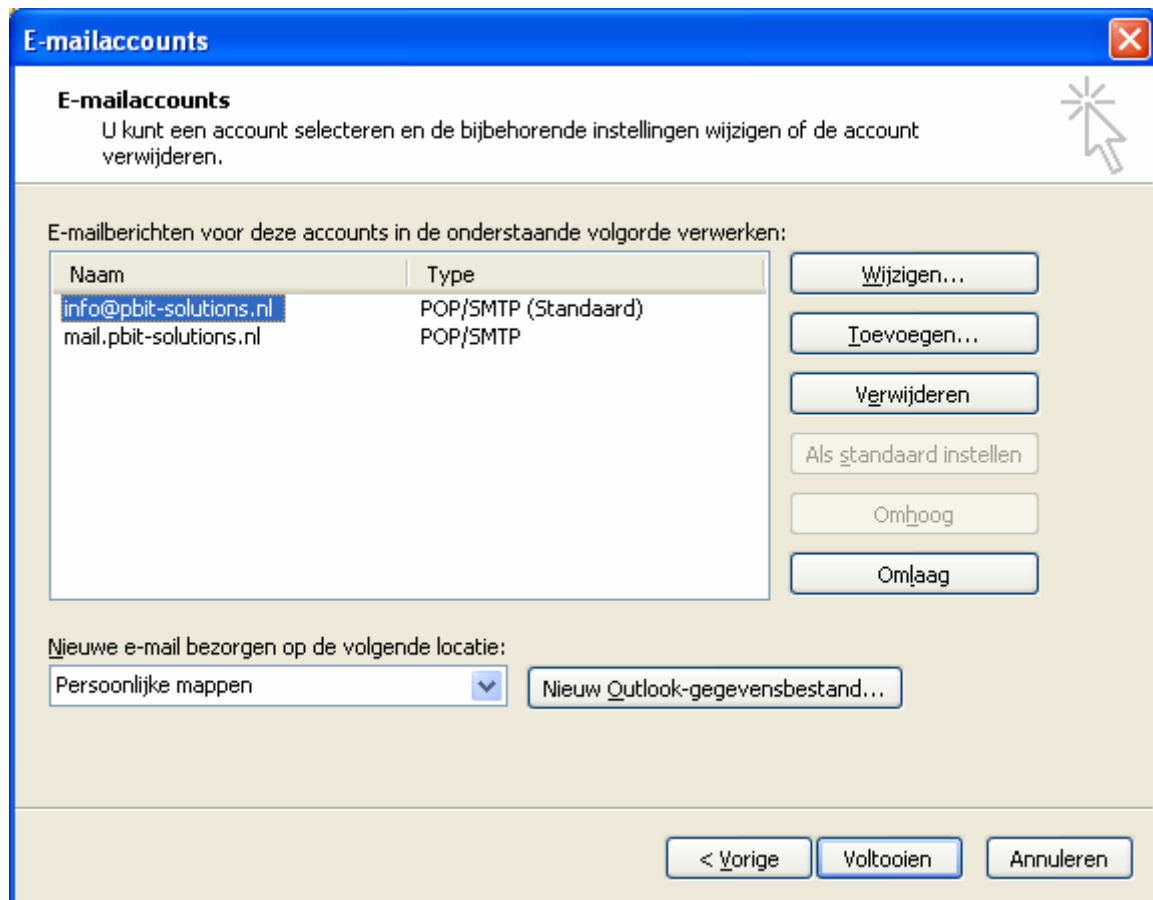 E-mailaccounts
E-mailaccounts
U kunt een account selecteren en de bijbehorende instellingen wijzigen of de account
verwijderen.
E-mailberichten voor deze accounts in de onderstaande volgorde verwerken:
Naam Type
info@pbit-solutions.nl POP/SMTP (Standaard)
mail.pbit-solutions.nl POP/SMTP
Wijzigen...
Toevoegen...
Verwijderen
Als standaard instellen
Omhoog
Omlaag
Nieuwe e-mail bezorgen op de volgende locatie:
Persoonlijke mappen
Nieuw Outlook-gegevensbestand...
< Vorige
Voltooien
Annuleren